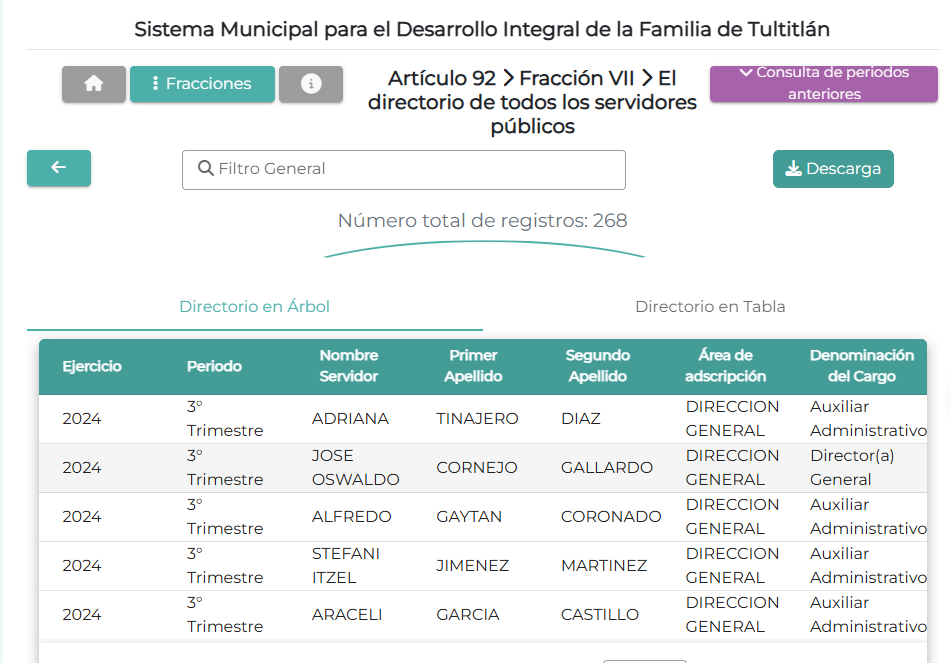 Sistema Municipal para el Desarrollo Integral de la Familia de Tultitlán
Fracciones
Artículo 92 > Fracción VII > El
directorio de todos los servidores
públicos
Consulta de periodos
anteriores
Filtro General
Descarga
Número total de registros: 268
Directorio en Árbol Directorio en Tabla
Ejercicio Periodo Nombre Servidor Primer Apellido Segundo Apellido Área de adscripción Denominación del Cargo
2024 3° Trimestre ADRIANA TINAJERO DIAZ DIRECCION GENERAL Auxiliar Administrativo
2024 3° Trimestre JOSE OSWALDO CORNEJO GALLARDO DIRECCION GENERAL Director(a) General
2024 3° Trimestre ALFREDO GAYTAN CORONADO DIRECCION GENERAL Auxiliar Administrativo
2024 3° Trimestre STEFANI ITZEL JIMENEZ MARTINEZ DIRECCION GENERAL Auxiliar Administrativo
2024 3° Trimestre ARACELI GARCIA CASTILLO DIRECCION GENERAL Auxiliar Administrativo